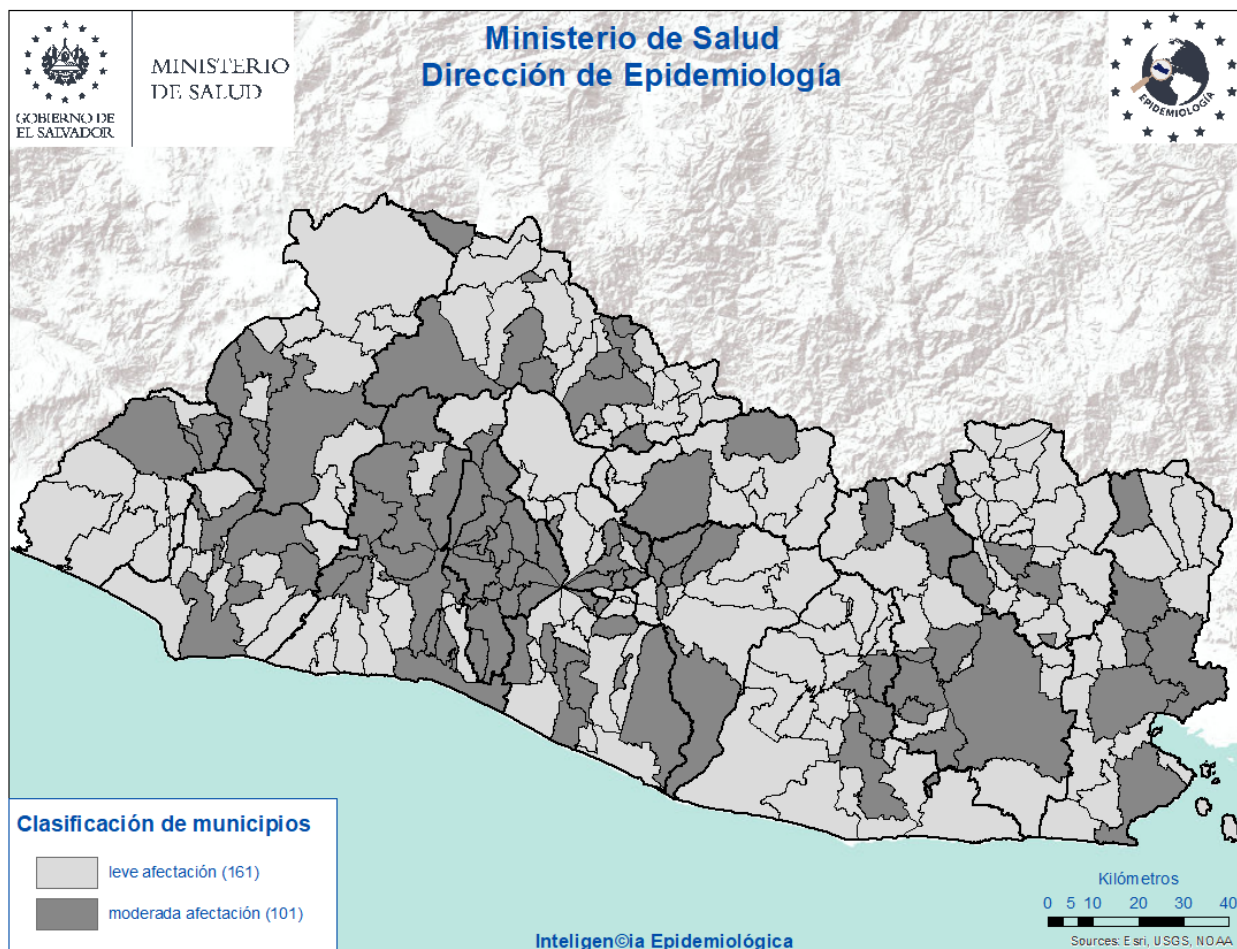 Ministerio de Salud
Dirección de Epidemiología
MINISTERIO
DE SALUD
GOBIERNO DE
EL SALVADOR
EPIDEMIOLOGÍA
Clasificación de municipios
leve afectación (161)
moderada afectación (101)
Inteligen©ia Epidemiológica
Kilómetros
0 5 10 20 30 40
Sources: Esri, USGS, NOAA